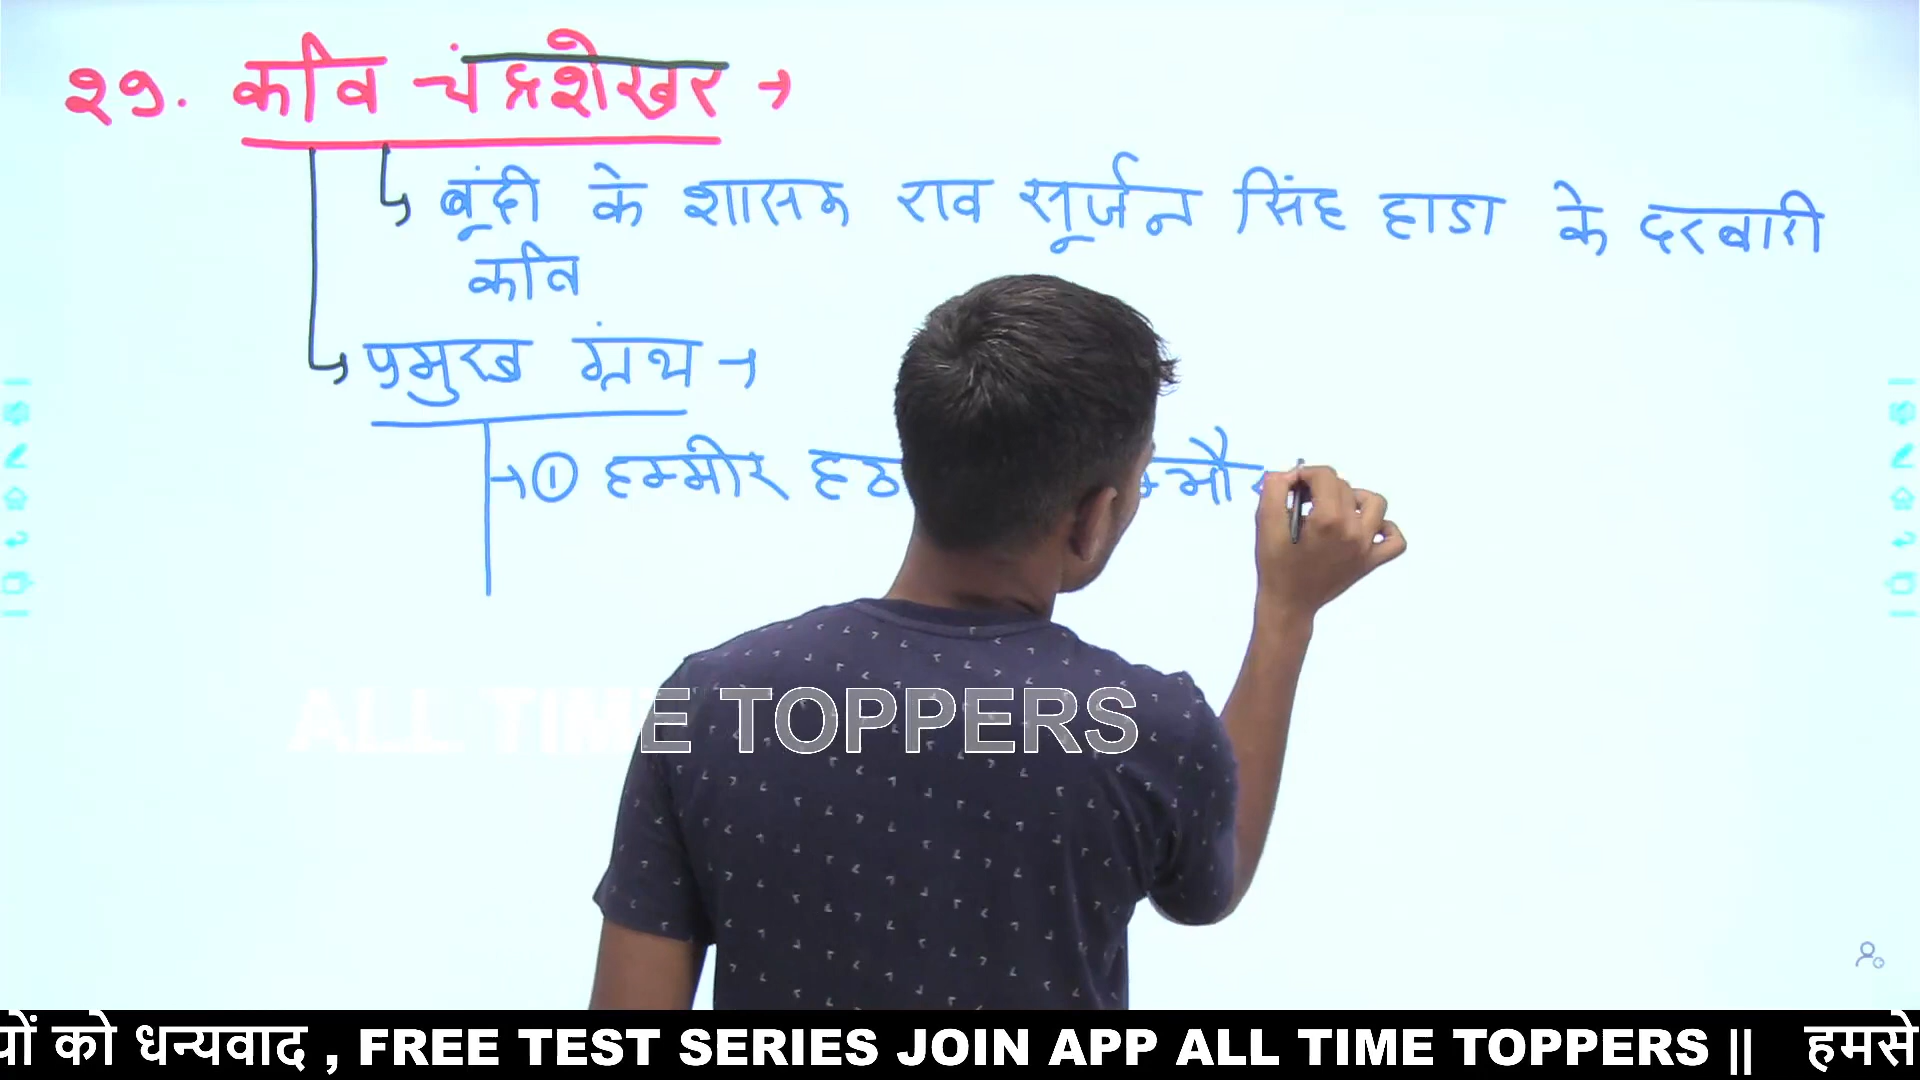 २१. कवि चंद्रशेखर →
बूंदी के शासक राव सूर्जन सिंह हाडा के दरबारी
कवि
प्रमुख ग्रंथ →
→ ① हम्मीर हठ
ALL TIME TOPPERS
यों को धन्यवाद , FREE TEST SERIES JOIN APP ALL TIME TOPPERS || हमसे